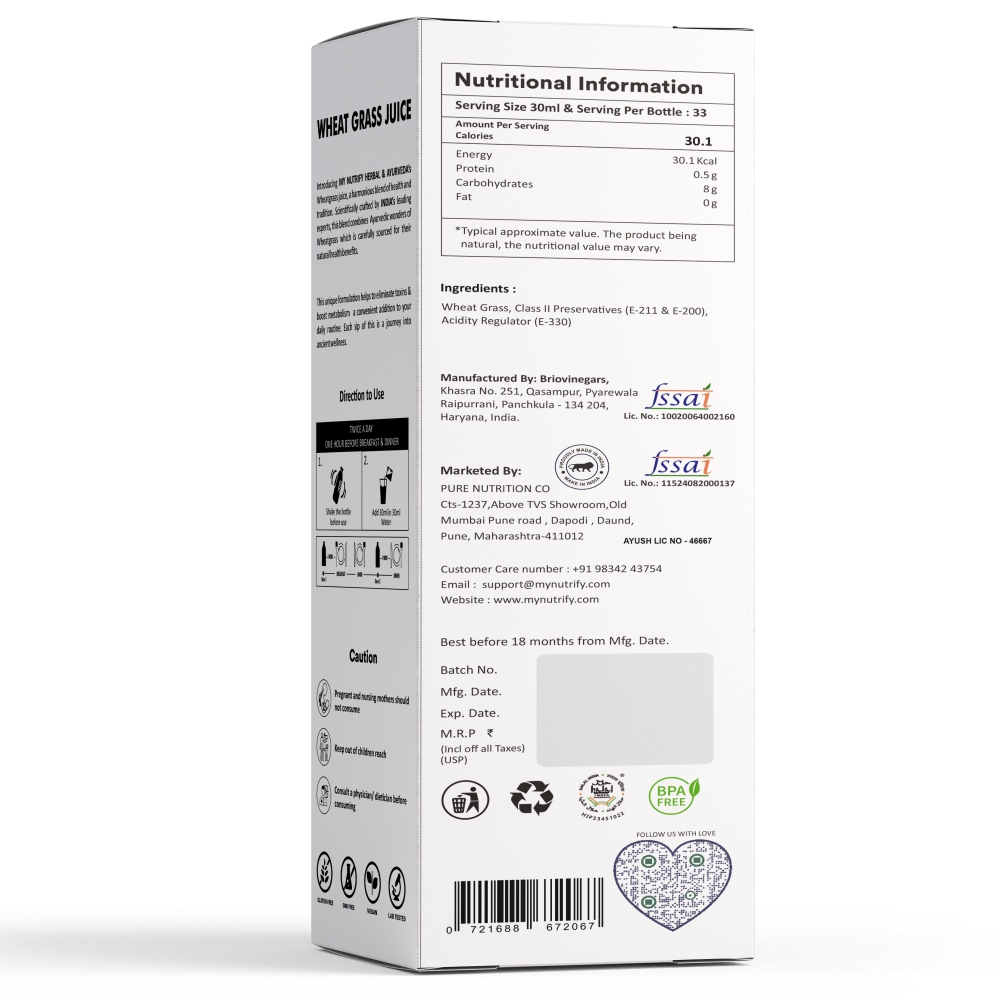 WHEAT GRASS JUICE
Introducing MY NUTRIFY HERBAL & AYURVEDA's
Wheatgrass juice, a harmonious blend of health and
tradition. Scientifically crafted by INDIA's leading
experts, this blend combines Ayurvedic wonders of
Wheatgrass which is carefully sourced for their
natural health benefits.
This unique formulation helps to eliminate toxins &
boost metabolism a convenient addition to your
daily routine. Each sip of this is a journey into
ancient wellness.
Direction to Use
TWICE A DAY
ONE HOUR BEFORE BREAKFAST & DINNER
1.
2.
Shake the bottle
before use
Add 30ml in 30ml
Water
Caution
Pregnant and nursing mothers should
not consume
Keep out of children reach
Consult a physician/ dietician before
consuming
GLUTEN FREE
GMO FREE
VEGAN
LAB TESTED
Nutritional Information
Serving Size 30ml & Serving Per Bottle : 33
Amount Per Serving
Calories 30.1
Energy 30.1 Kcal
Protein 0.5 g
Carbohydrates 8 g
Fat 0 g
*Typical approximate value. The product being
natural, the nutritional value may vary.
Ingredients :
Wheat Grass, Class II Preservatives (E-211 & E-200),
Acidity Regulator (E-330)
Manufactured By: Briovinegars,
Khasra No. 251, Qasampur, Pyarewala
Raipurrani, Panchkula - 134 204,
Haryana, India.
fssai
Lic. No.: 10020064002160
Marketed By:
PURE NUTRITION CO
Cts-1237,Above TVS Showroom,Old
Mumbai Pune road , Dapodi , Daund,
Pune, Maharashtra-411012
PROUDLY MADE IN INDIA
MAKE IN INDIA
fssai
Lic. No.: 11524082000137
AYUSH LIC NO - 46667
Customer Care number : +91 98342 43754
Email : support@mynutrify.com
Website : www.mynutrify.com
Best before 18 months from Mfg. Date.
Batch No.
Mfg. Date.
Exp. Date.
M.R.P ₹
(Incl off all Taxes)
(USP)
HALAL INDIA
BPA
FREE
FOLLOW US WITH LOVE
0 721688 672067